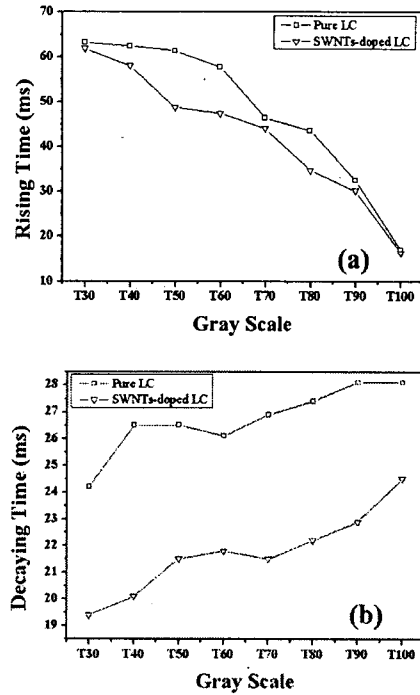 70
60
50
40
30
20
10
Rising Time (ms)
Pure LC
SWNTs-doped LC
(a)
T30 T40 T50 T60 T70 T80 T90 T100
Gray Scale
28
27
26
25
24
23
22
21
20
19
Decaying Time (ms)
Pure LC
SWNTs-doped LC
(b)
T30 T40 T50 T60 T70 T80 T90 T100
Gray Scale